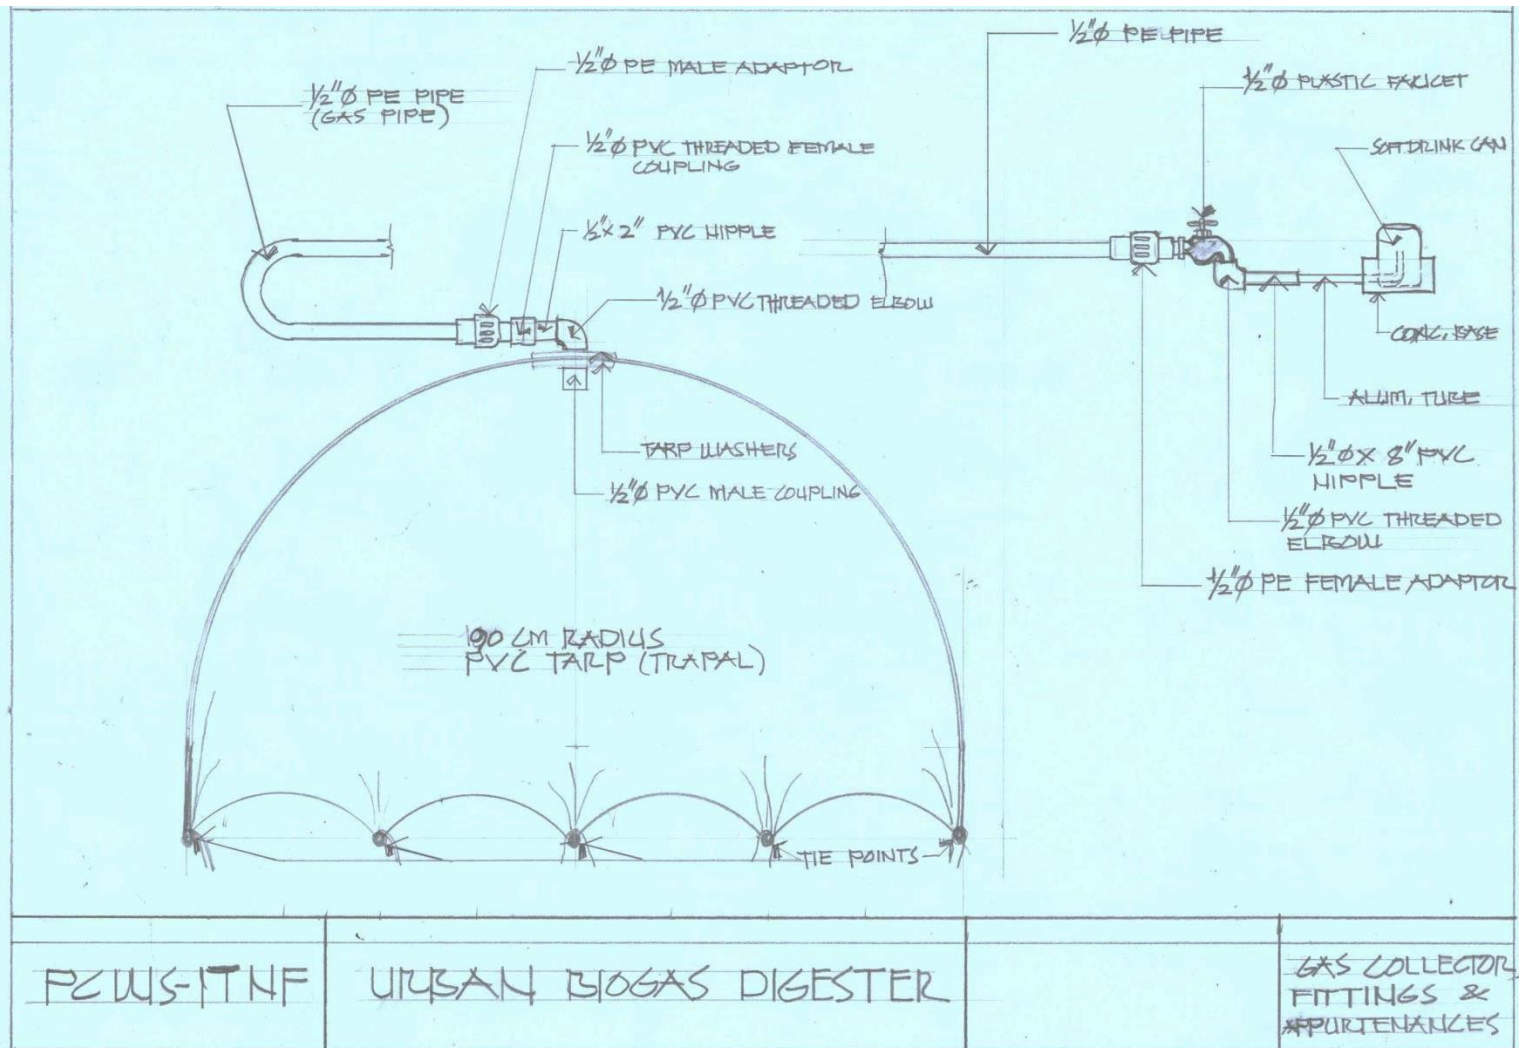 1/2"Ø PE PIPE
(GAS PIPE)
1/2"Ø PE MALE ADAPTOR
1/2"Ø PVC THREADED FEMALE
COUPLING
1/2"x 2" PVC NIPPLE
1/2"Ø PVC THREADED ELBOW
TARP WASHERS
1/2"Ø PVC MALE COUPLING
CM RADIUS
PVC TARP (TRAPAL)
TIE POINTS
1/2"Ø PE PIPE
1/2"Ø PLASTIC FAUCET
SOFTDRINK CAN
CONC. BASE
ALUM. TUBE
1/2"Ø X 8" PVC
NIPPLE
1/2"Ø PVC THREADED
ELBOW
1/2"Ø PE FEMALE ADAPTOR
PCWS-ITNF
URBAN BIOGAS DIGESTER
GAS COLLECTOR
FITTINGS &
APPURTENANCES